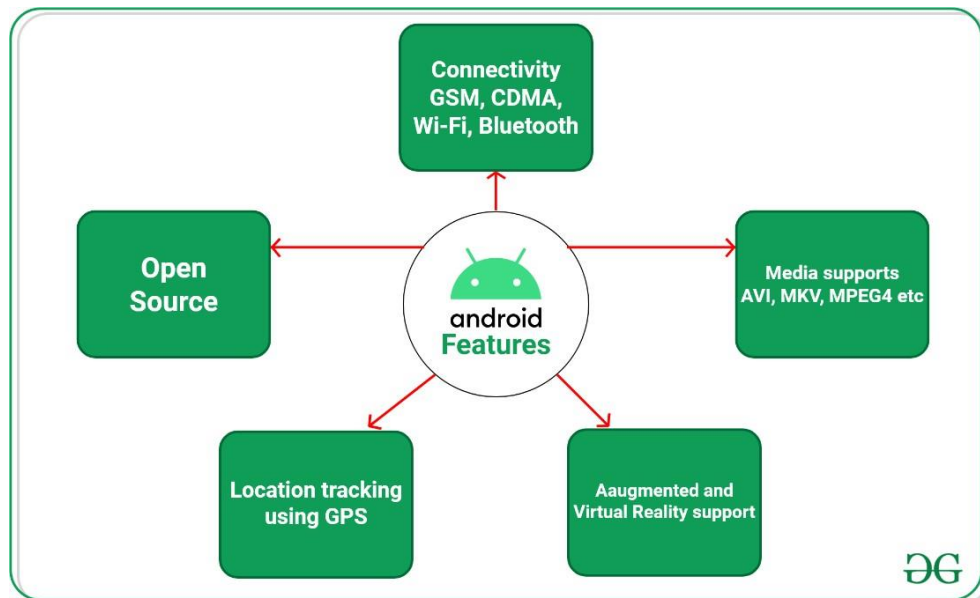 Connectivity
GSM, CDMA,
Wi-Fi, Bluetooth
Open
Source
Media supports
AVI, MKV, MPEG4 etc
android
Features
Location tracking
using GPS
Aaugmented and
Virtual Reality support
GG